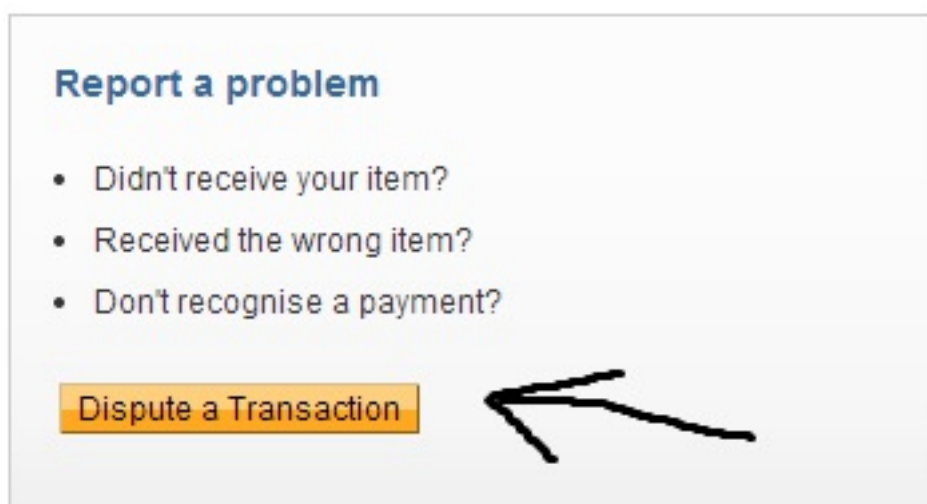 Report a problem
Didn't receive your item?
Received the wrong item?
Don't recognise a payment?
Dispute a Transaction